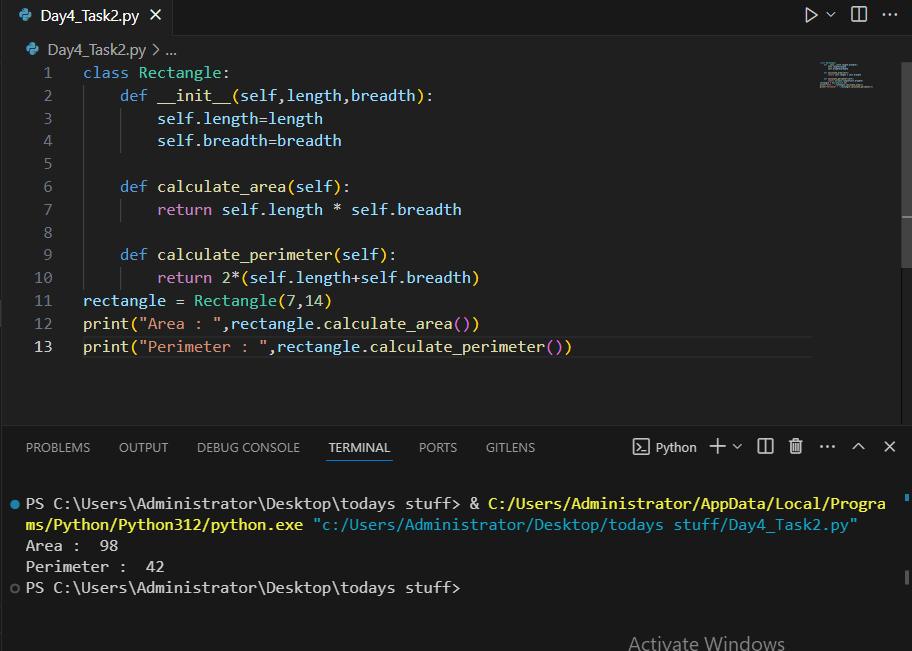 Day4_Task2.py
Day4_Task2.py > ...
1 class Rectangle:
2     def __init__(self,length,breadth):
3         self.length=length
4         self.breadth=breadth
5
6     def calculate_area(self):
7         return self.length * self.breadth
8
9     def calculate_perimeter(self):
10         return 2*(self.length+self.breadth)
11 rectangle = Rectangle(7,14)
12 print("Area : ",rectangle.calculate_area())
13 print("Perimeter : ",rectangle.calculate_perimeter())
PROBLEMS OUTPUT DEBUG CONSOLE TERMINAL PORTS GITLENS Python
PS C:\Users\Administrator\Desktop\todays stuff> & C:/Users/Administrator/AppData/Local/Progra
ms/Python/Python312/python.exe "c:/Users/Administrator/Desktop/todays stuff/Day4_Task2.py"
Area :  98
Perimeter :  42
PS C:\Users\Administrator\Desktop\todays stuff>
Activate Windows